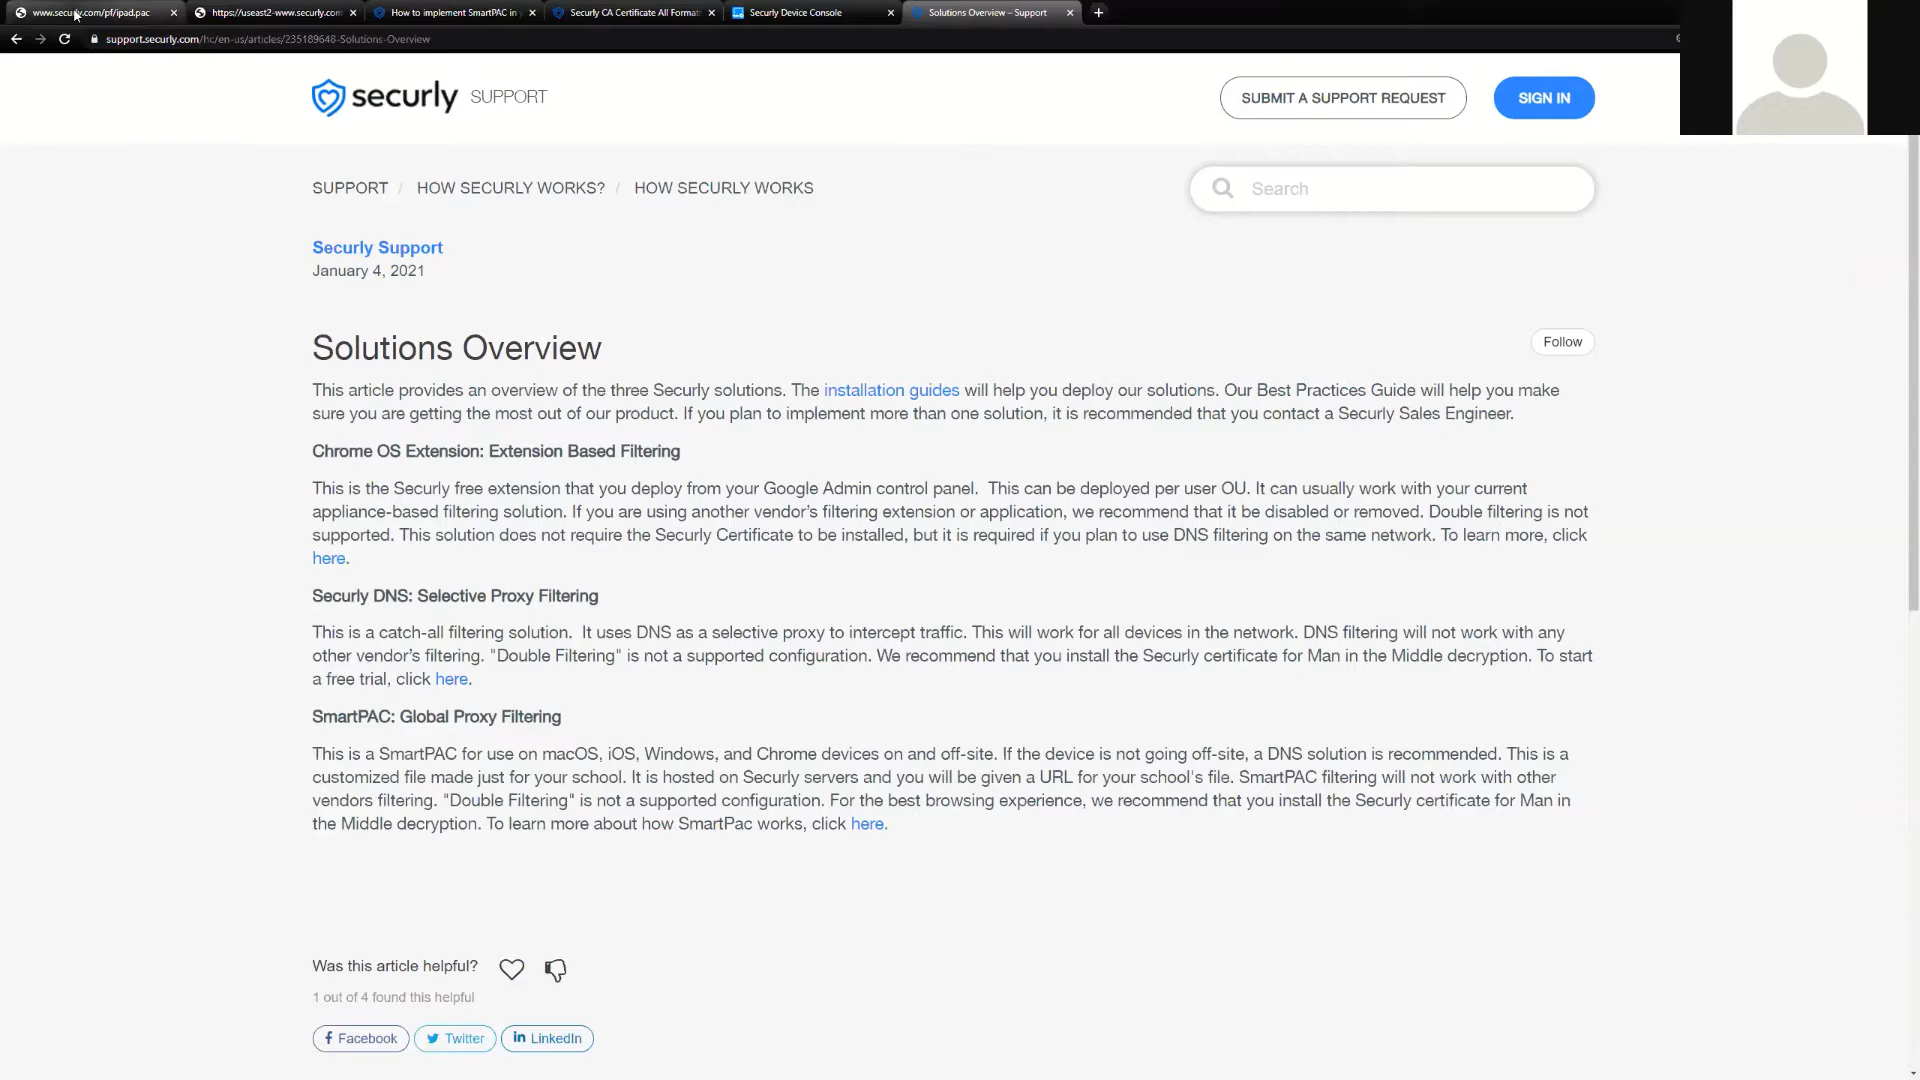 www.securly.com/pf/ipad.pac
https://useast2-www.securly.com
How to implement SmartPAC in
Securly CA Certificate All Format
Securly Device Console
Solutions Overview – Support
support.securly.com/hc/en-us/articles/235189648-Solutions-Overview
securly SUPPORT
SUBMIT A SUPPORT REQUEST
SIGN IN
SUPPORT / HOW SECURLY WORKS? / HOW SECURLY WORKS
Search
Securly Support
January 4, 2021
Solutions Overview
Follow
This article provides an overview of the three Securly solutions. The installation guides will help you deploy our solutions. Our Best Practices Guide will help you make
sure you are getting the most out of our product. If you plan to implement more than one solution, it is recommended that you contact a Securly Sales Engineer.
Chrome OS Extension: Extension Based Filtering
This is the Securly free extension that you deploy from your Google Admin control panel. This can be deployed per user OU. It can usually work with your current
appliance-based filtering solution. If you are using another vendor’s filtering extension or application, we recommend that it be disabled or removed. Double filtering is not
supported. This solution does not require the Securly Certificate to be installed, but it is required if you plan to use DNS filtering on the same network. To learn more, click
here.
Securly DNS: Selective Proxy Filtering
This is a catch-all filtering solution. It uses DNS as a selective proxy to intercept traffic. This will work for all devices in the network. DNS filtering will not work with any
other vendor’s filtering. "Double Filtering" is not a supported configuration. We recommend that you install the Securly certificate for Man in the Middle decryption. To start
a free trial, click here.
SmartPAC: Global Proxy Filtering
This is a SmartPAC for use on macOS, iOS, Windows, and Chrome devices on and off-site. If the device is not going off-site, a DNS solution is recommended. This is a
customized file made just for your school. It is hosted on Securly servers and you will be given a URL for your school's file. SmartPAC filtering will not work with other
vendors filtering. "Double Filtering" is not a supported configuration. For the best browsing experience, we recommend that you install the Securly certificate for Man in
the Middle decryption. To learn more about how SmartPac works, click here.
Was this article helpful?
1 out of 4 found this helpful
Facebook
Twitter
LinkedIn